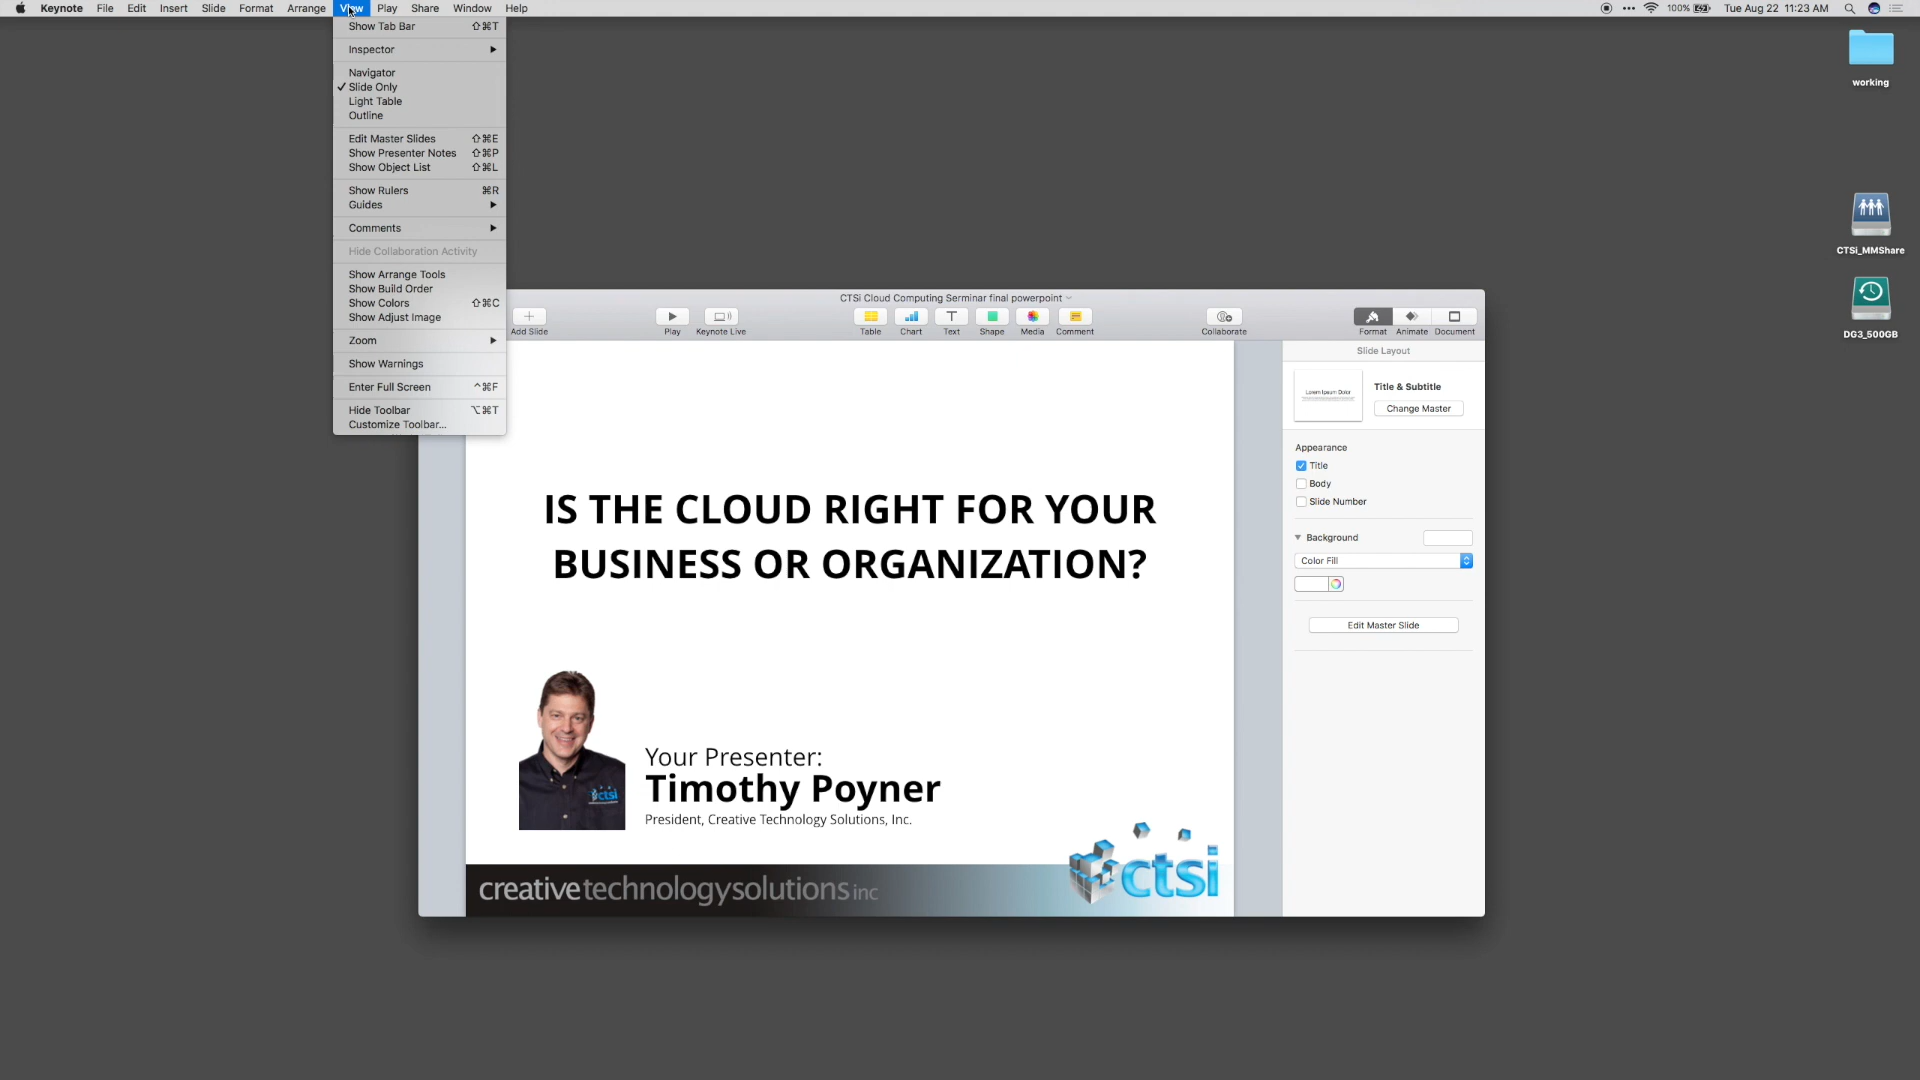 Keynote File Edit Insert Slide Format Arrange View Play Share Window Help 100% Tue Aug 22 11:23 AM
Show Tab Bar ⇧⌘T
Inspector
Navigator
✓ Slide Only
Light Table
Outline
Edit Master Slides ⇧⌘E
Show Presenter Notes ⇧⌘P
Show Object List ⇧⌘L
Show Rulers ⌘R
Guides
Comments
Hide Collaboration Activity
Show Arrange Tools
Show Build Order
Show Colors ⇧⌘C
Show Adjust Image
Zoom
Show Warnings
Enter Full Screen ^⌘F
Hide Toolbar ⌥⌘T
Customize Toolbar...
working
CTSi_MMShare
DG3_500GB
CTSi Cloud Computing Serminar final powerpoint
Add Slide Play Keynote Live Table Chart Text Shape Media Comment Collaborate Format Animate Document
IS THE CLOUD RIGHT FOR YOUR
BUSINESS OR ORGANIZATION?
Your Presenter:
Timothy Poyner
President, Creative Technology Solutions, Inc.
ctsi
creativetechnologysolutions inc
ctsi
Slide Layout
Lorem Ipsum Dolor
Title & Subtitle
Change Master
Appearance
Title
Body
Slide Number
Background
Color Fill
Edit Master Slide